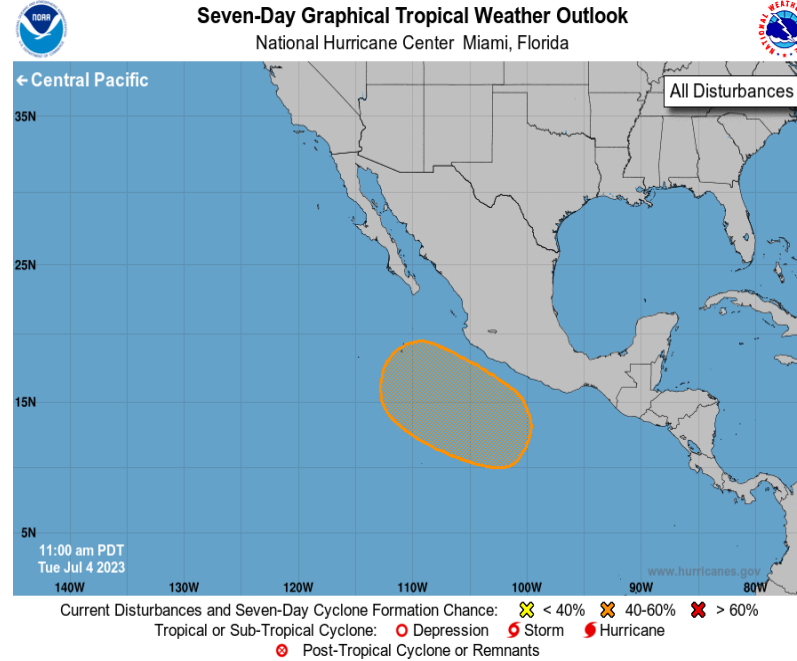 Seven-Day Graphical Tropical Weather Outlook
National Hurricane Center Miami, Florida
NOAA
Central Pacific
All Disturbances
35N
25N
15N
5N
11:00 am PDT
Tue Jul 4 2023
www.hurricanes.gov
140W 130W 120W 110W 100W 90W 80W
Current Disturbances and Seven-Day Cyclone Formation Chance: < 40% 40-60% > 60%
Tropical or Sub-Tropical Cyclone: Depression Storm Hurricane
Post-Tropical Cyclone or Remnants